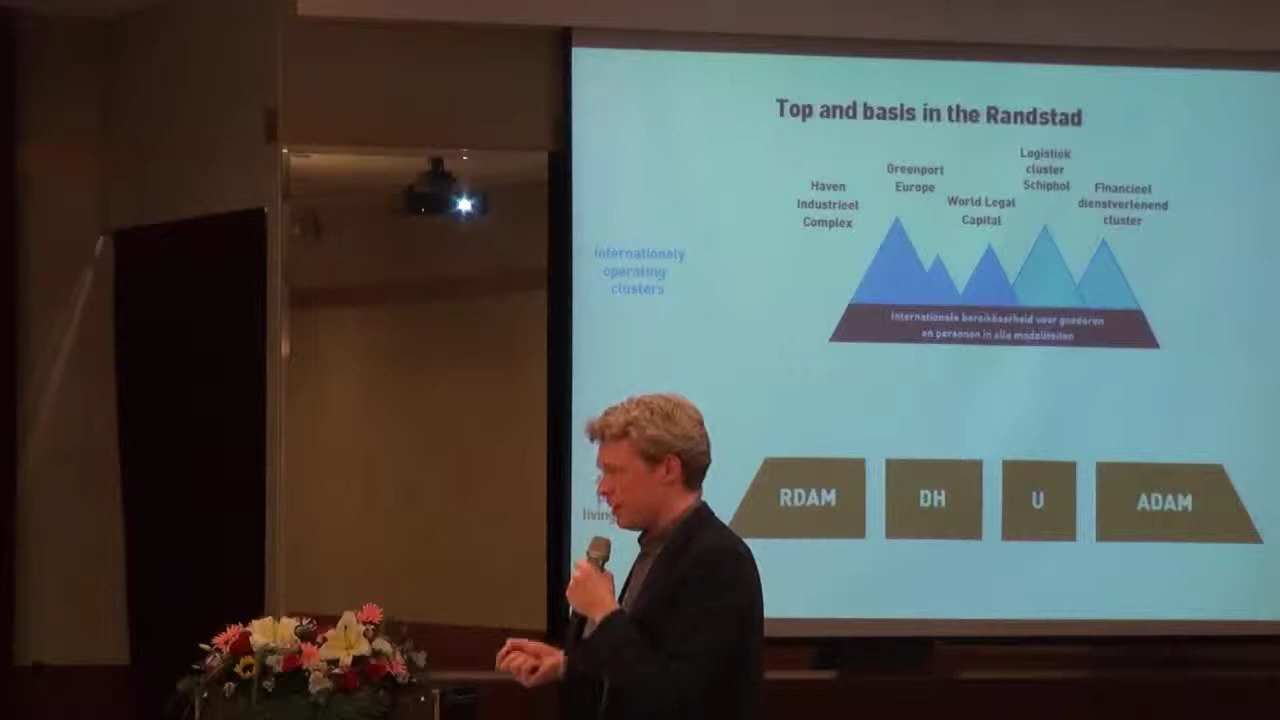 Top and basis in the Randstad
Logistiek
cluster
Schiphol
Greenport
Europe
Haven
Industrieel
Complex
World Legal
Capital
Financieel
dienstverlenend
cluster
Internationaly
operating
clusters
Internationale bereikbaarheid voor goederen
en personen in alle modaliteiten
RDAM
DH
U
ADAM
living